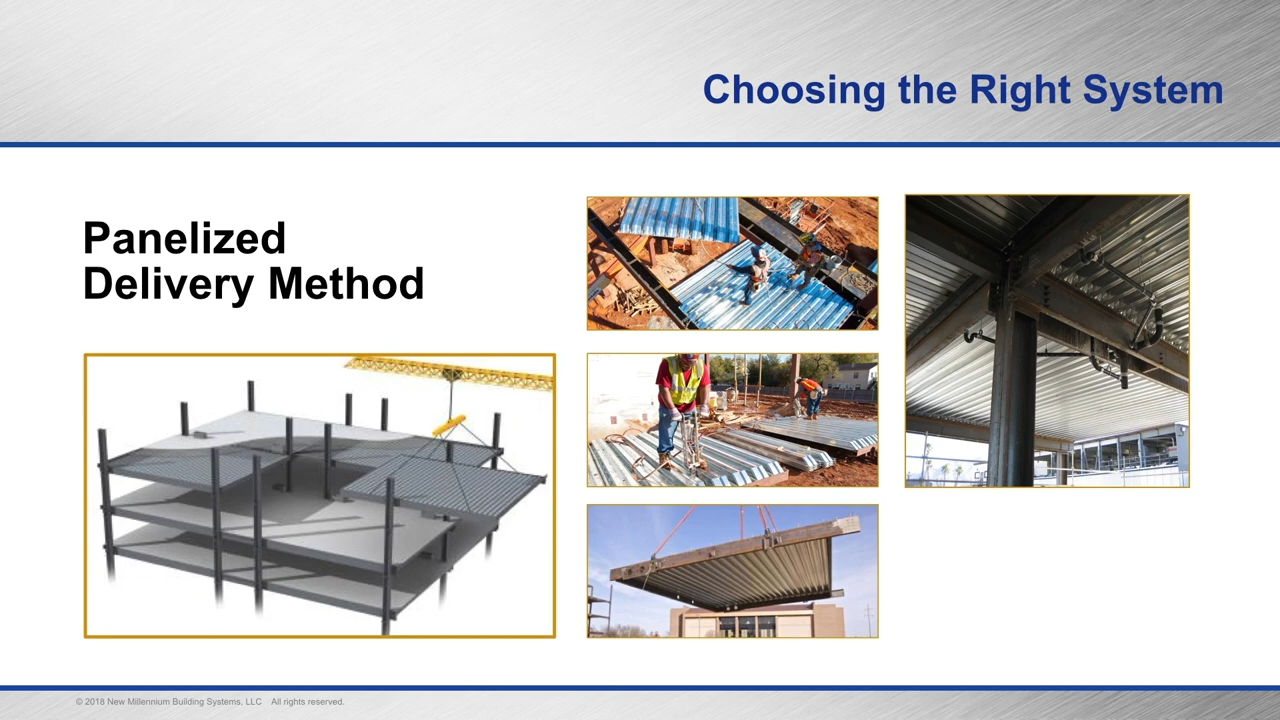 Choosing the Right System
Panelized
Delivery Method
© 2018 New Millennium Building Systems, LLC All rights reserved.